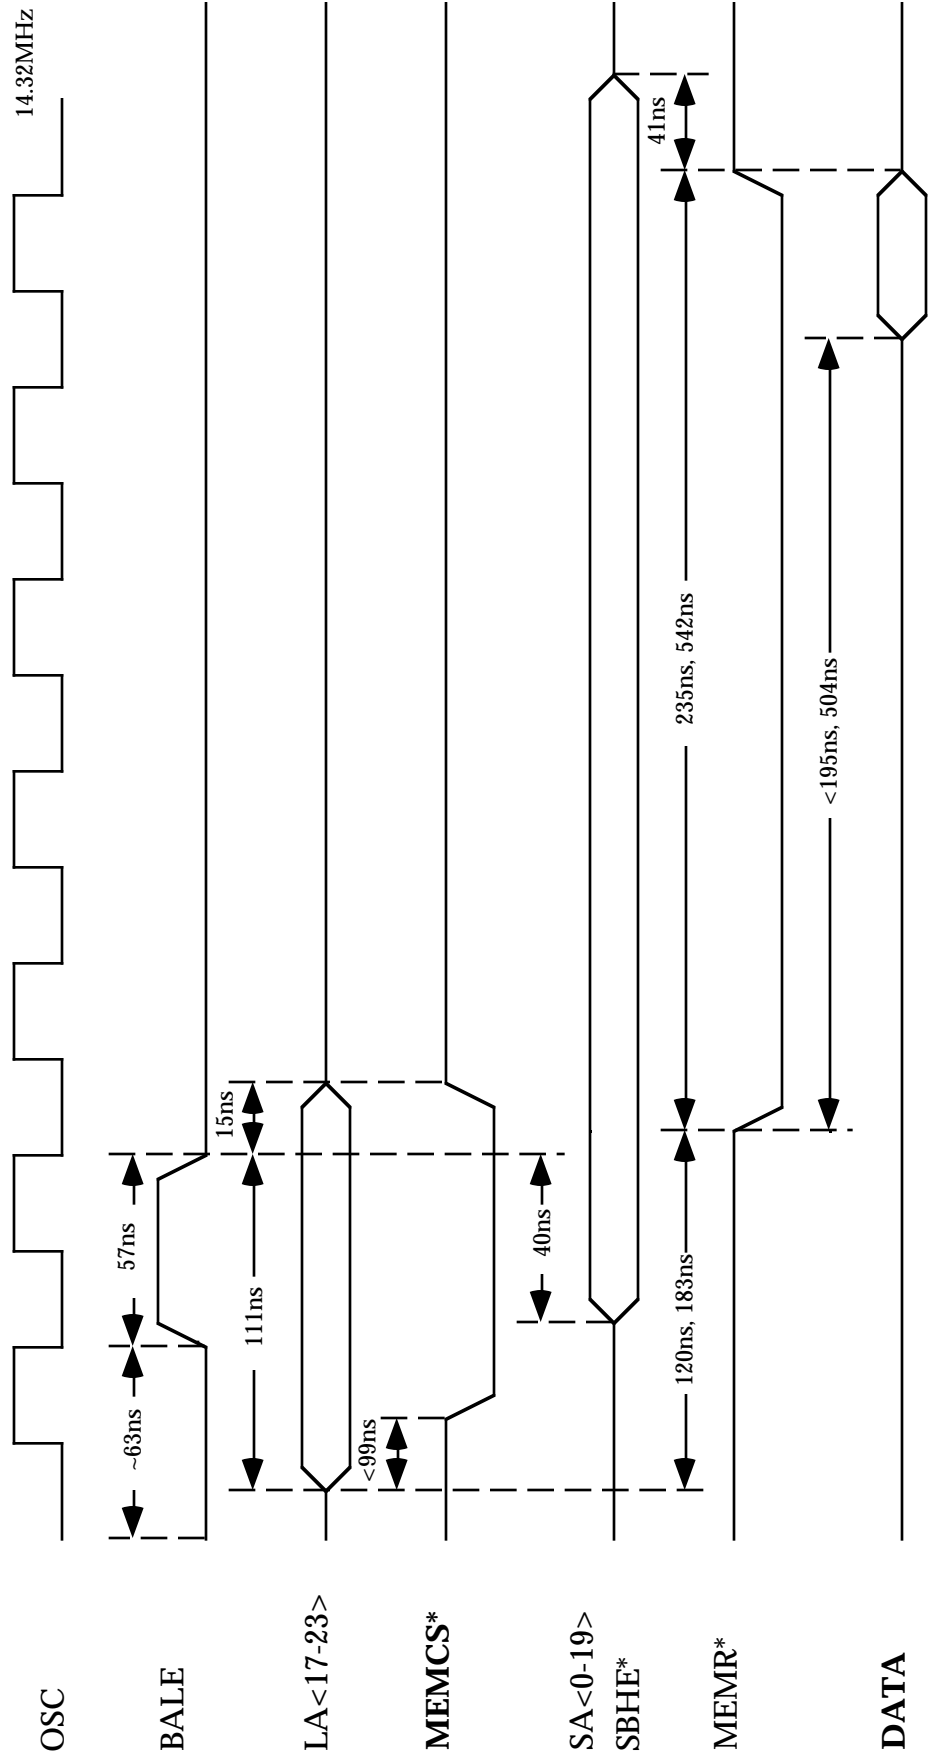 14.32MHz
OSC
~63ns
57ns
BALE
111ns
15ns
LA<17-23>
<99ns
MEMCS*
40ns
SA<0-19>
SBHE*
41ns
120ns, 183ns
235ns, 542ns
MEMR*
<195ns, 504ns
DATA